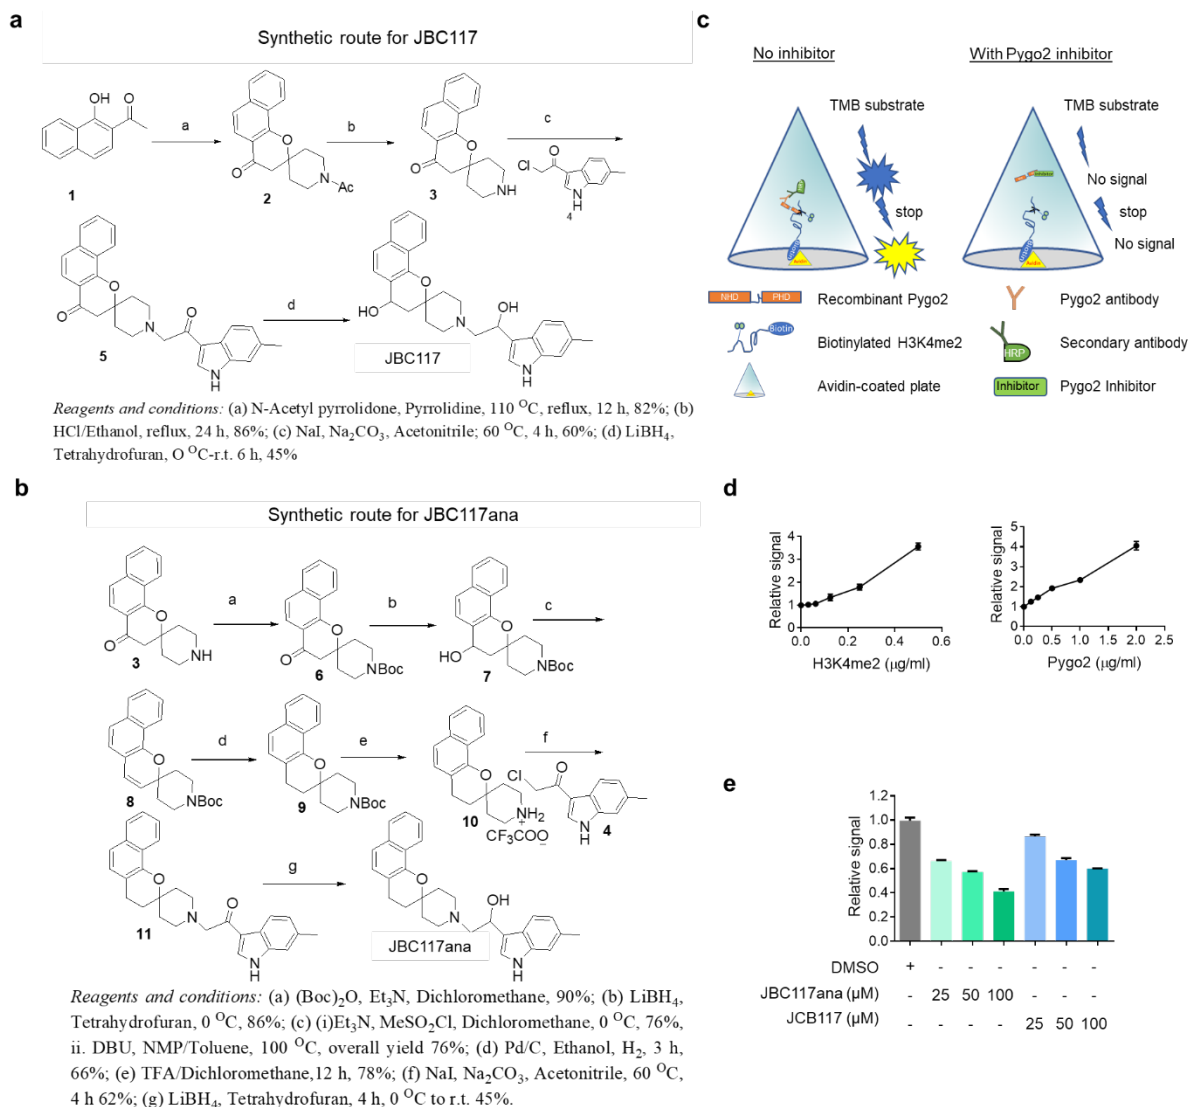 a
Synthetic route for JBC117
OH
O
1
a
O
O
N
Ac
2
b
O
O
NH
3
c
Cl
O
N
H
4
O
O
N
O
N
H
5
d
O
HO
N
OH
N
H
JBC117
Reagents and conditions: (a) N-Acetyl pyrrolidone, Pyrrolidine, 110 OC, reflux, 12 h, 82%; (b)
HCl/Ethanol, reflux, 24 h, 86%; (c) NaI, Na2CO3, Acetonitrile; 60 OC, 4 h, 60%; (d) LiBH4,
Tetrahydrofuran, O OC-r.t. 6 h, 45%
b
Synthetic route for JBC117ana
O
O
NH
3
a
O
O
NBoc
6
b
O
HO
NBoc
7
c
O
NBoc
8
d
O
NBoc
9
e
O
NH2
+
CF3COO
−
10
f
Cl
O
N
H
4
O
N
O
N
H
11
g
O
N
OH
N
H
JBC117ana
Reagents and conditions: (a) (Boc)2O, Et3N, Dichloromethane, 90%; (b) LiBH4,
Tetrahydrofuran, 0 OC, 86%; (c) (i)Et3N, MeSO2Cl, Dichloromethane, 0 OC, 76%,
ii. DBU, NMP/Toluene, 100 OC, overall yield 76%; (d) Pd/C, Ethanol, H2, 3 h,
66%; (e) TFA/Dichloromethane,12 h, 78%; (f) NaI, Na2CO3, Acetonitrile, 60 OC,
4 h 62%; (g) LiBH4, Tetrahydrofuran, 4 h, 0 OC to r.t. 45%.
c
No inhibitor
With Pygo2 inhibitor
TMB substrate
stop
TMB substrate
No signal
stop
No signal
Inhibitor
Avidin
Avidin
NHD
PHD
Recombinant Pygo2
Pygo2 antibody
Biotin
Biotinylated H3K4me2
HRP
Secondary antibody
Avidin-coated plate
Inhibitor
Pygo2 Inhibitor
d
Relative signal
4
3
2
1
0
0.0 0.2 0.4 0.6
H3K4me2 (μg/ml)
Relative signal
5
4
3
2
1
0
0.0 0.5 1.0 1.5 2.0 2.5
Pygo2 (μg/ml)
e
Relative signal
1.2
1.0
0.8
0.6
0.4
0.2
0.0
DMSO + - - - - - -
JBC117ana (μM) - 25 50 100 - - -
JCB117 (μM) - - - - 25 50 100